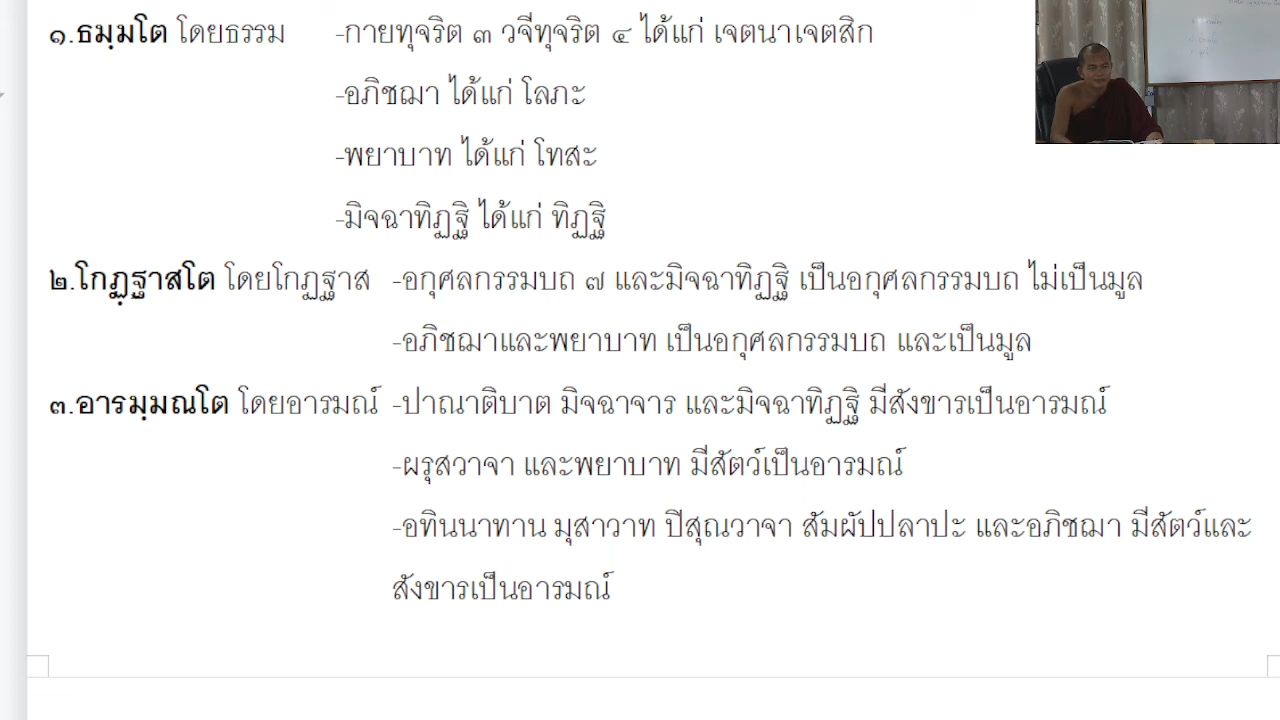 ๑.ธมฺมโต โดยธรรม -กายทุจริต ๓ วจีทุจริต ๔ ได้แก่ เจตนาเจตสิก
-อภิชฌา ได้แก่ โลภะ
-พยาบาท ได้แก่ โทสะ
-มิจฉาทิฏฐิ ได้แก่ ทิฏฐิ
๒.โกฏฺฐาสโต โดยโกฏฐาส -อกุศลกรรมบถ ๗ และมิจฉาทิฏฐิ เป็นอกุศลกรรมบถ ไม่เป็นมูล
-อภิชฌาและพยาบาท เป็นอกุศลกรรมบถ และเป็นมูล
๓.อารมฺมณโต โดยอารมณ์ -ปาณาติบาต มิจฉาจาร และมิจฉาทิฏฐิ มีสังขารเป็นอารมณ์
-ผรุสวาจา และพยาบาท มีสัตว์เป็นอารมณ์
-อทินนาทาน มุสาวาท ปิสุณวาจา สัมผัปปลาปะ และอภิชฌา มีสัตว์และ
สังขารเป็นอารมณ์